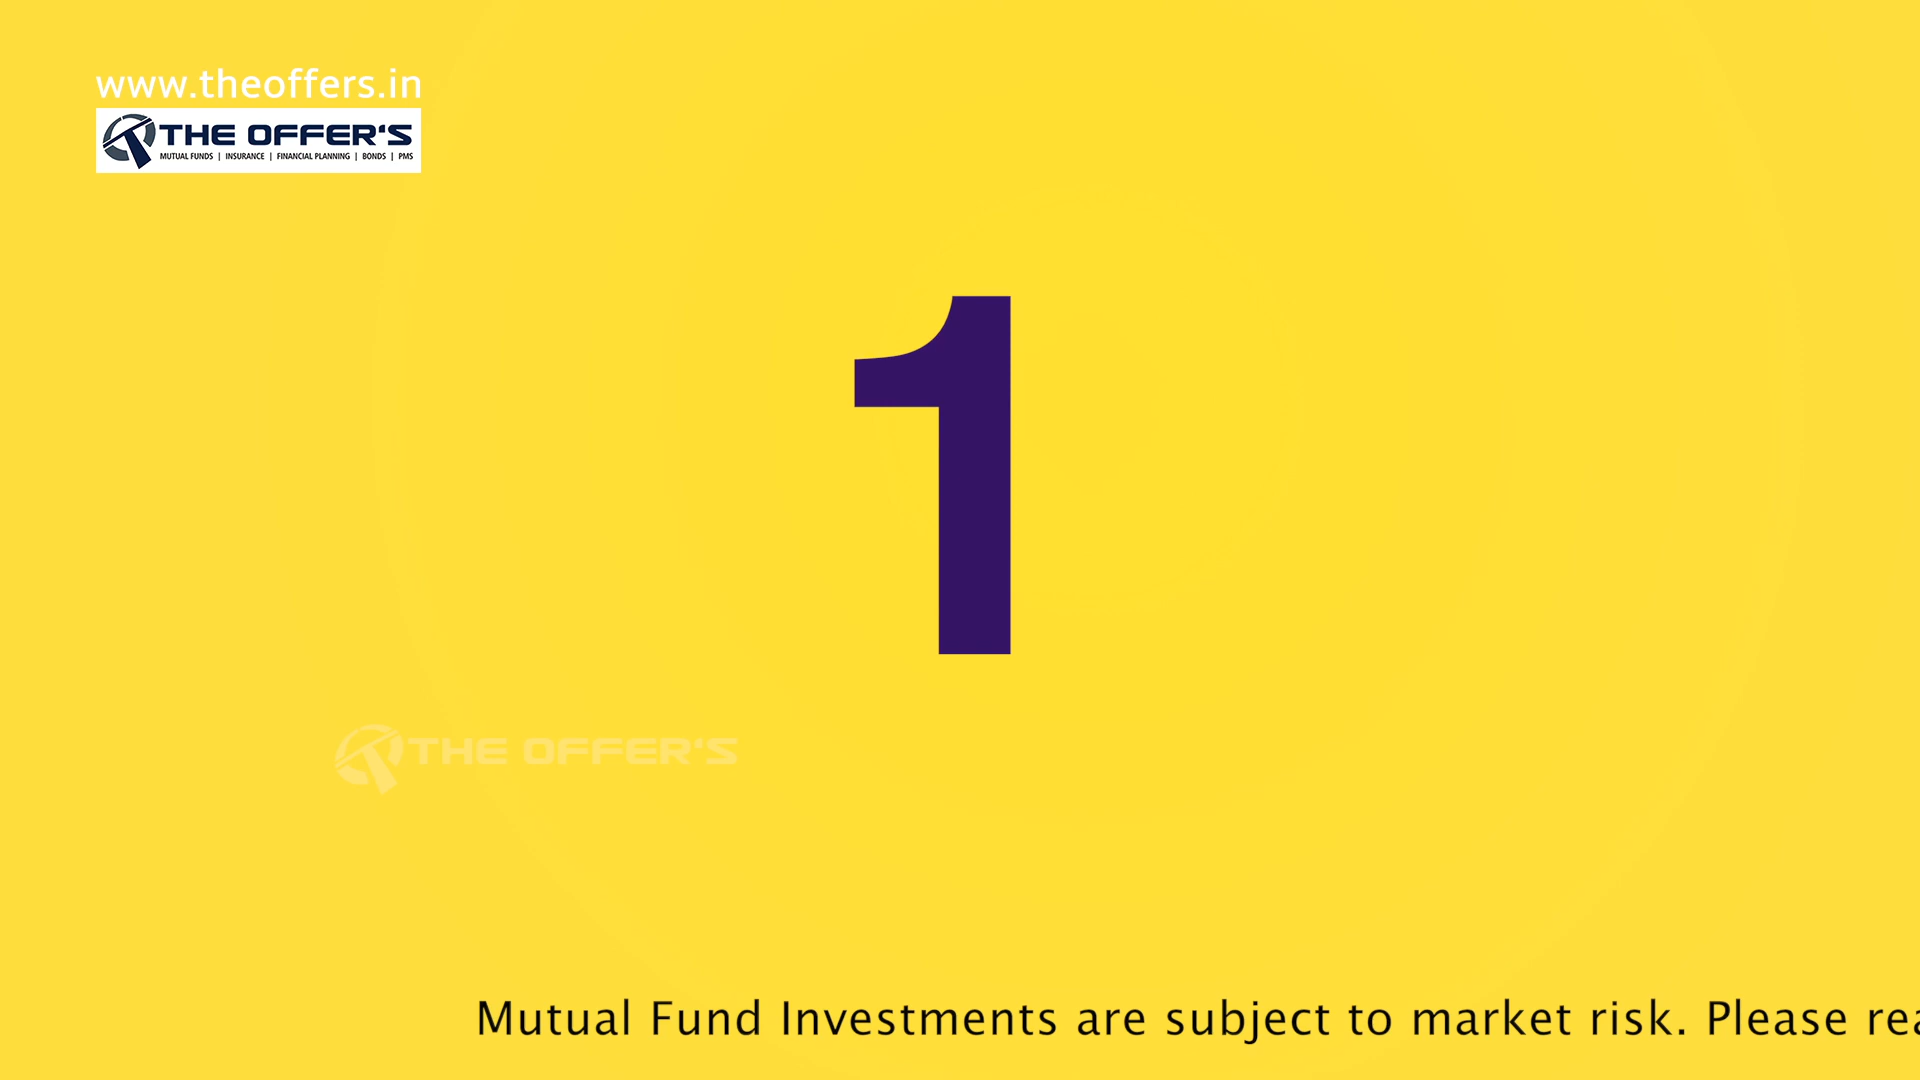 www.theoffers.in
THE OFFER'S
MUTUAL FUNDS | INSURANCE | FINANCIAL PLANNING | BONDS | PMS
1
THE OFFER'S
Mutual Fund Investments are subject to market risk. Please rea